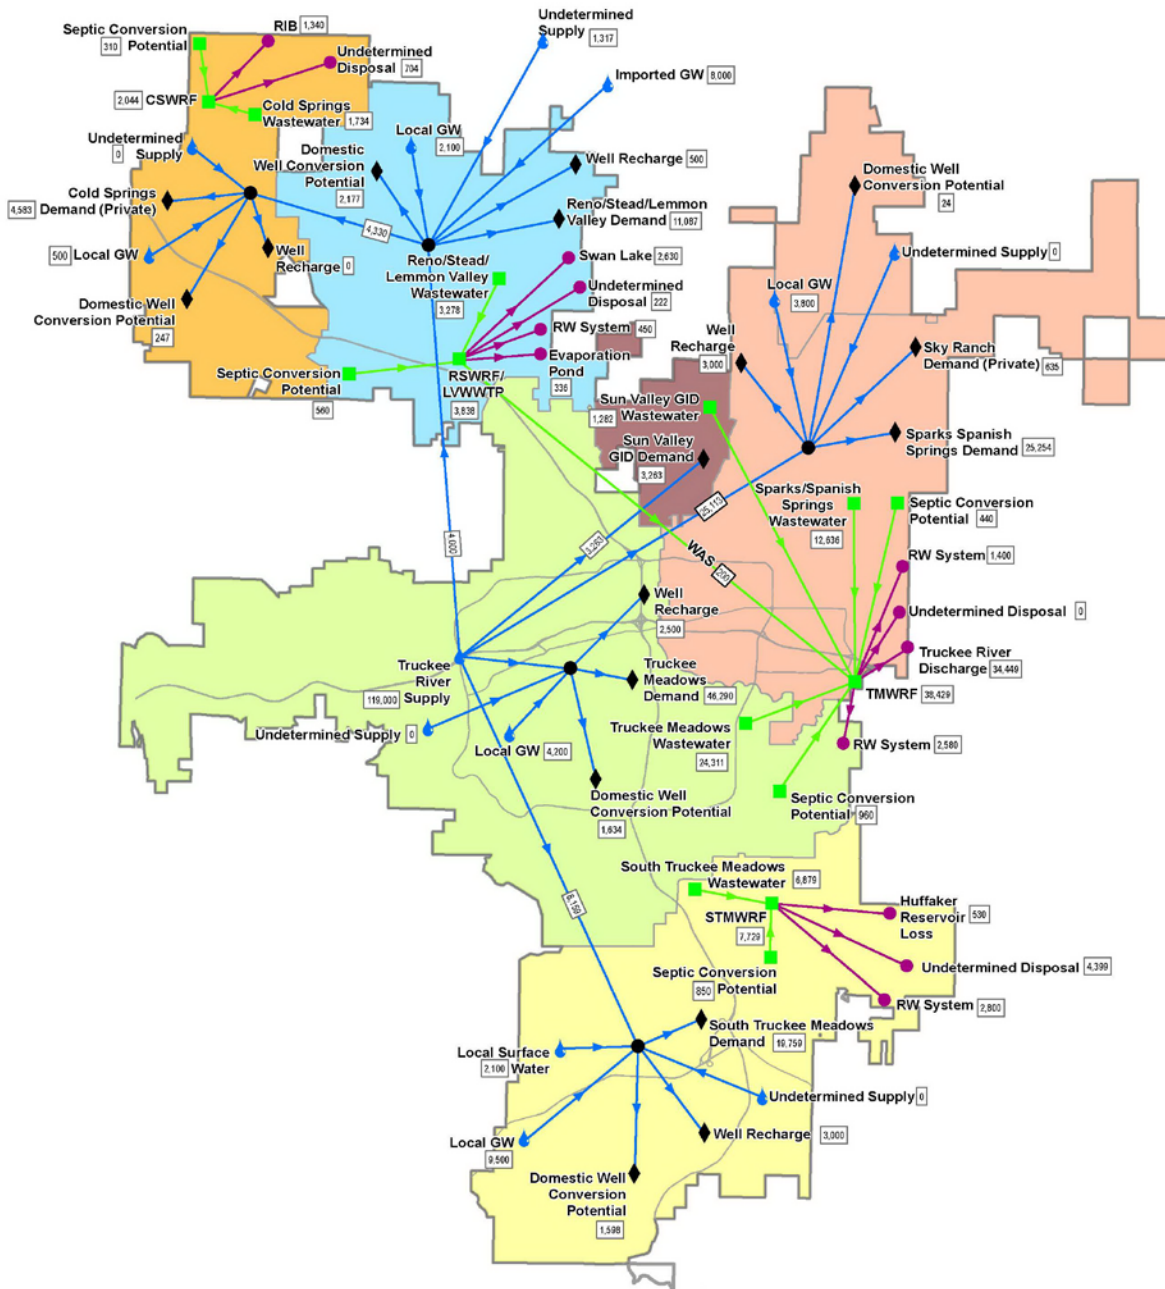 Septic Conversion
310 Potential
RIB 1,340
Undetermined
Disposal 704
2,044 CSWRF
Cold Springs
Wastewater 1,734
Undetermined
0 Supply
Cold Springs
4,583 Demand (Private)
500 Local GW
Well
Recharge 0
Domestic Well
Conversion Potential
247
Undetermined
Supply 1,317
Imported GW 8,000
Local GW
2,100
Domestic
Well Conversion
Potential
2,177
Well Recharge 500
Reno/Stead/Lemmon
Valley Demand 11,087
4,330
Reno/Stead/
Lemmon Valley
Wastewater
3,278
Swan Lake 2,630
Undetermined
Disposal 222
RW System 450
Evaporation
Pond
336
Septic Conversion
Potential
560
RSWRF/
LVWWTP
3,838
Domestic Well
Conversion Potential
24
Undetermined Supply 0
Local GW
3,800
Well
Recharge
3,000
Sky Ranch
Demand (Private) 635
Sparks Spanish
Springs Demand 25,254
Sun Valley GID
1,282 Wastewater
Sun Valley
GID Demand
3,263
25,113
3,263
4,000
WAS 200
Sparks/Spanish
Springs
Wastewater
12,636
Septic Conversion
Potential 440
RW System 1,400
Undetermined Disposal 0
Truckee River
Discharge 34,449
TMWRF 38,429
RW System 2,580
Well
Recharge
2,500
Truckee
River
Supply
119,000
Truckee
Meadows
Demand 46,290
Undetermined Supply 0
Local GW 4,200
Domestic Well
Conversion Potential
1,634
Truckee Meadows
Wastewater
24,311
Septic Conversion
Potential 960
8,159
South Truckee Meadows
Wastewater 6,879
STMWRF
7,729
Septic Conversion
850 Potential
Huffaker
Reservoir 530
Loss
Undetermined Disposal 4,399
RW System 2,800
South Truckee Meadows
Demand 19,759
Local Surface
2,100 Water
Undetermined Supply 0
Local GW
9,500
Well Recharge 3,000
Domestic Well
Conversion
Potential
1,598